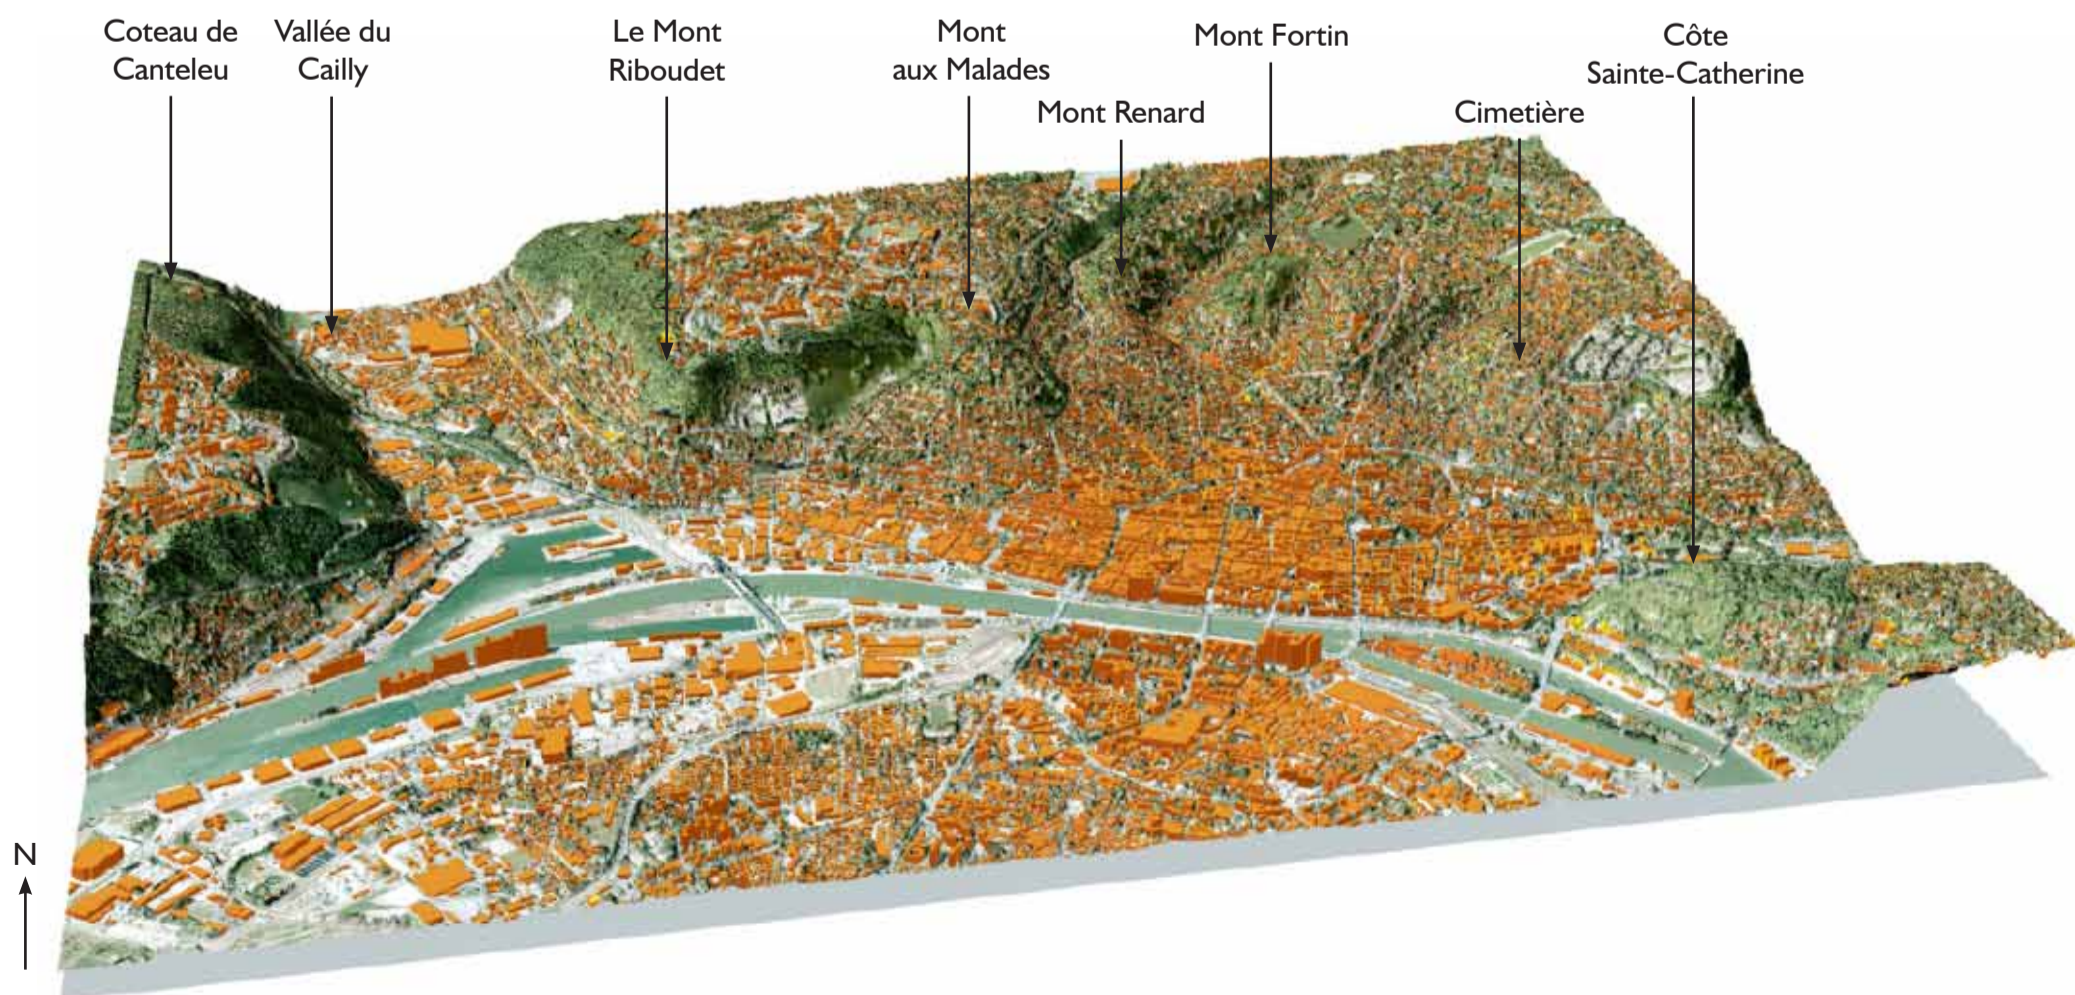 Coteau de
Canteleu
Vallée du
Cailly
Le Mont
Riboudet
Mont
aux Malades
Mont Renard
Mont Fortin
Cimetière
Côte
Sainte-Catherine
N